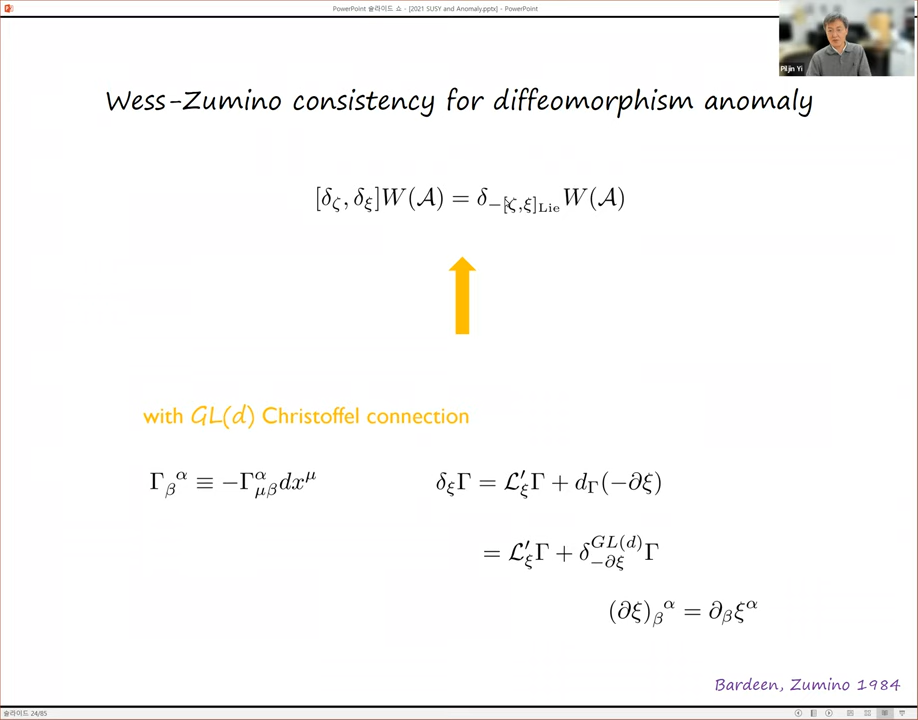 PowerPoint 슬라이드 쇼 - [2021 SUSY and Anomaly.pptx] - PowerPoint
Piljin Yi
Wess-Zumino consistency for diffeomorphism anomaly
[δ_ζ, δ_ξ]W(𝒜) = δ_{−[ζ,ξ]_Lie}W(𝒜)
with GL(d) Christoffel connection
Γ_β^α ≡ −Γ^α_{μβ}dx^μ
δ_ξΓ = ℒ′_ξΓ + d_Γ(−∂ξ)
= ℒ′_ξΓ + δ^{GL(d)}_{−∂ξ}Γ
(∂ξ)_β^α = ∂_βξ^α
Bardeen, Zumino 1984
슬라이드 24/85